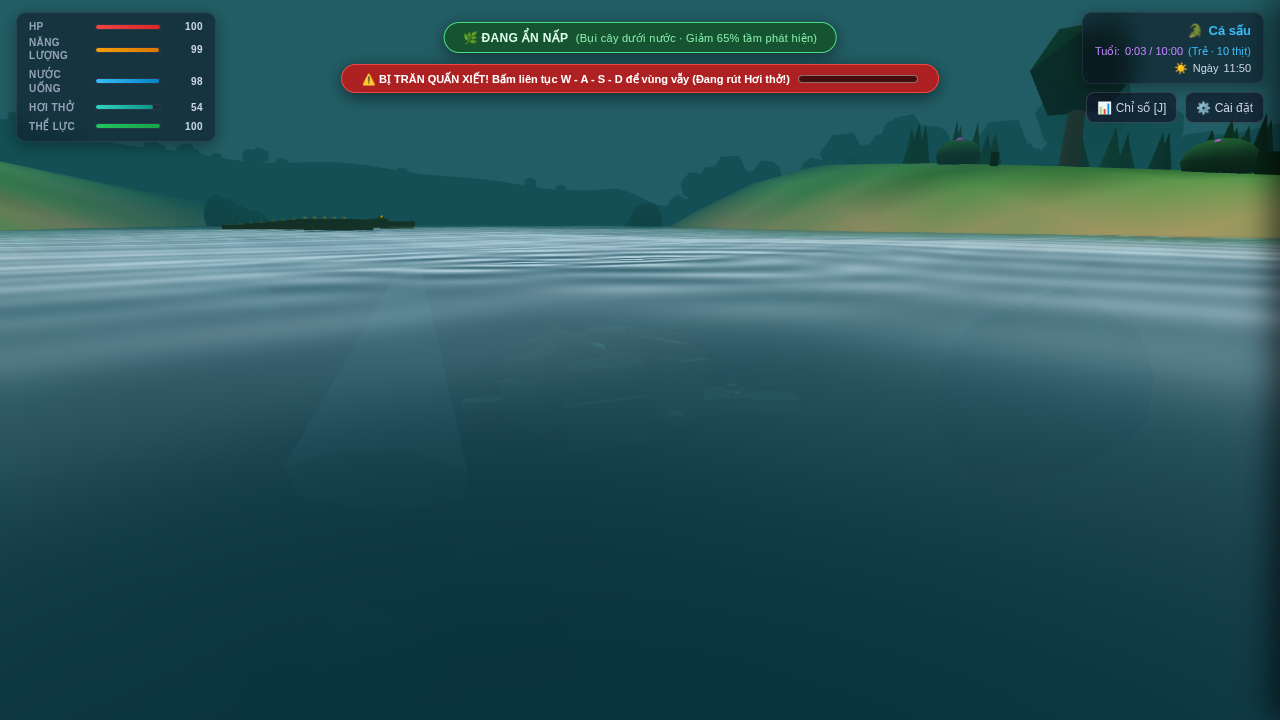 HP 100
NĂNG LƯỢNG 99
NƯỚC UỐNG 98
HƠI THỞ 54
THỂ LỰC 100
🌿 ĐANG ẨN NẤP (Bụi cây dưới nước · Giảm 65% tầm phát hiện)
⚠️ BỊ TRĂN QUẤN XIẾT! Bấm liên tục W - A - S - D để vùng vẫy (Đang rút Hơi thở!)
🐊 Cá sấu
Tuổi: 0:03 / 10:00 (Trẻ · 10 thịt)
☀️ Ngày 11:50
📊 Chỉ số [J]
⚙️ Cài đặt